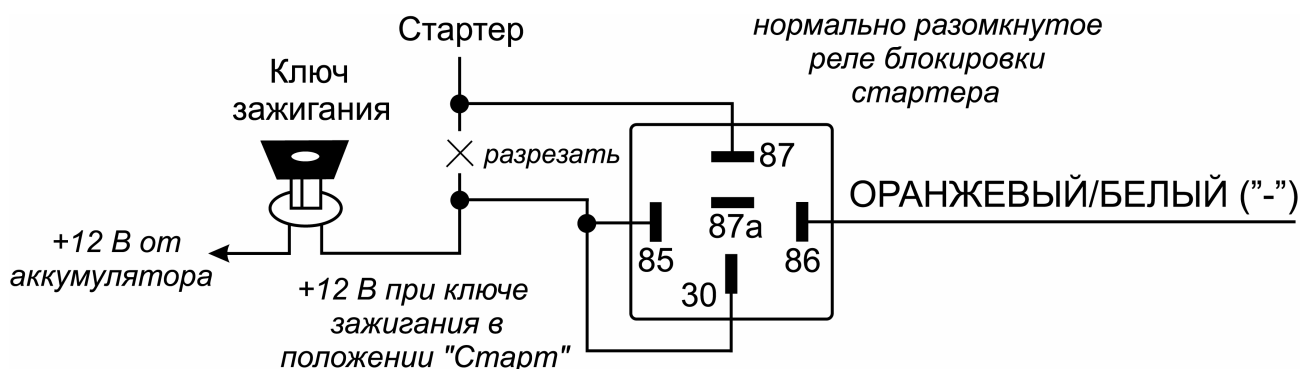 Стартер
нормально разомкнутое
реле блокировки
стартера
Ключ
зажигания
разрезать
87
87а
85
86
30
ОРАНЖЕВЫЙ/БЕЛЫЙ ("-")
+12 В от
аккумулятора
+12 В при ключе
зажигания в
положении "Старт"